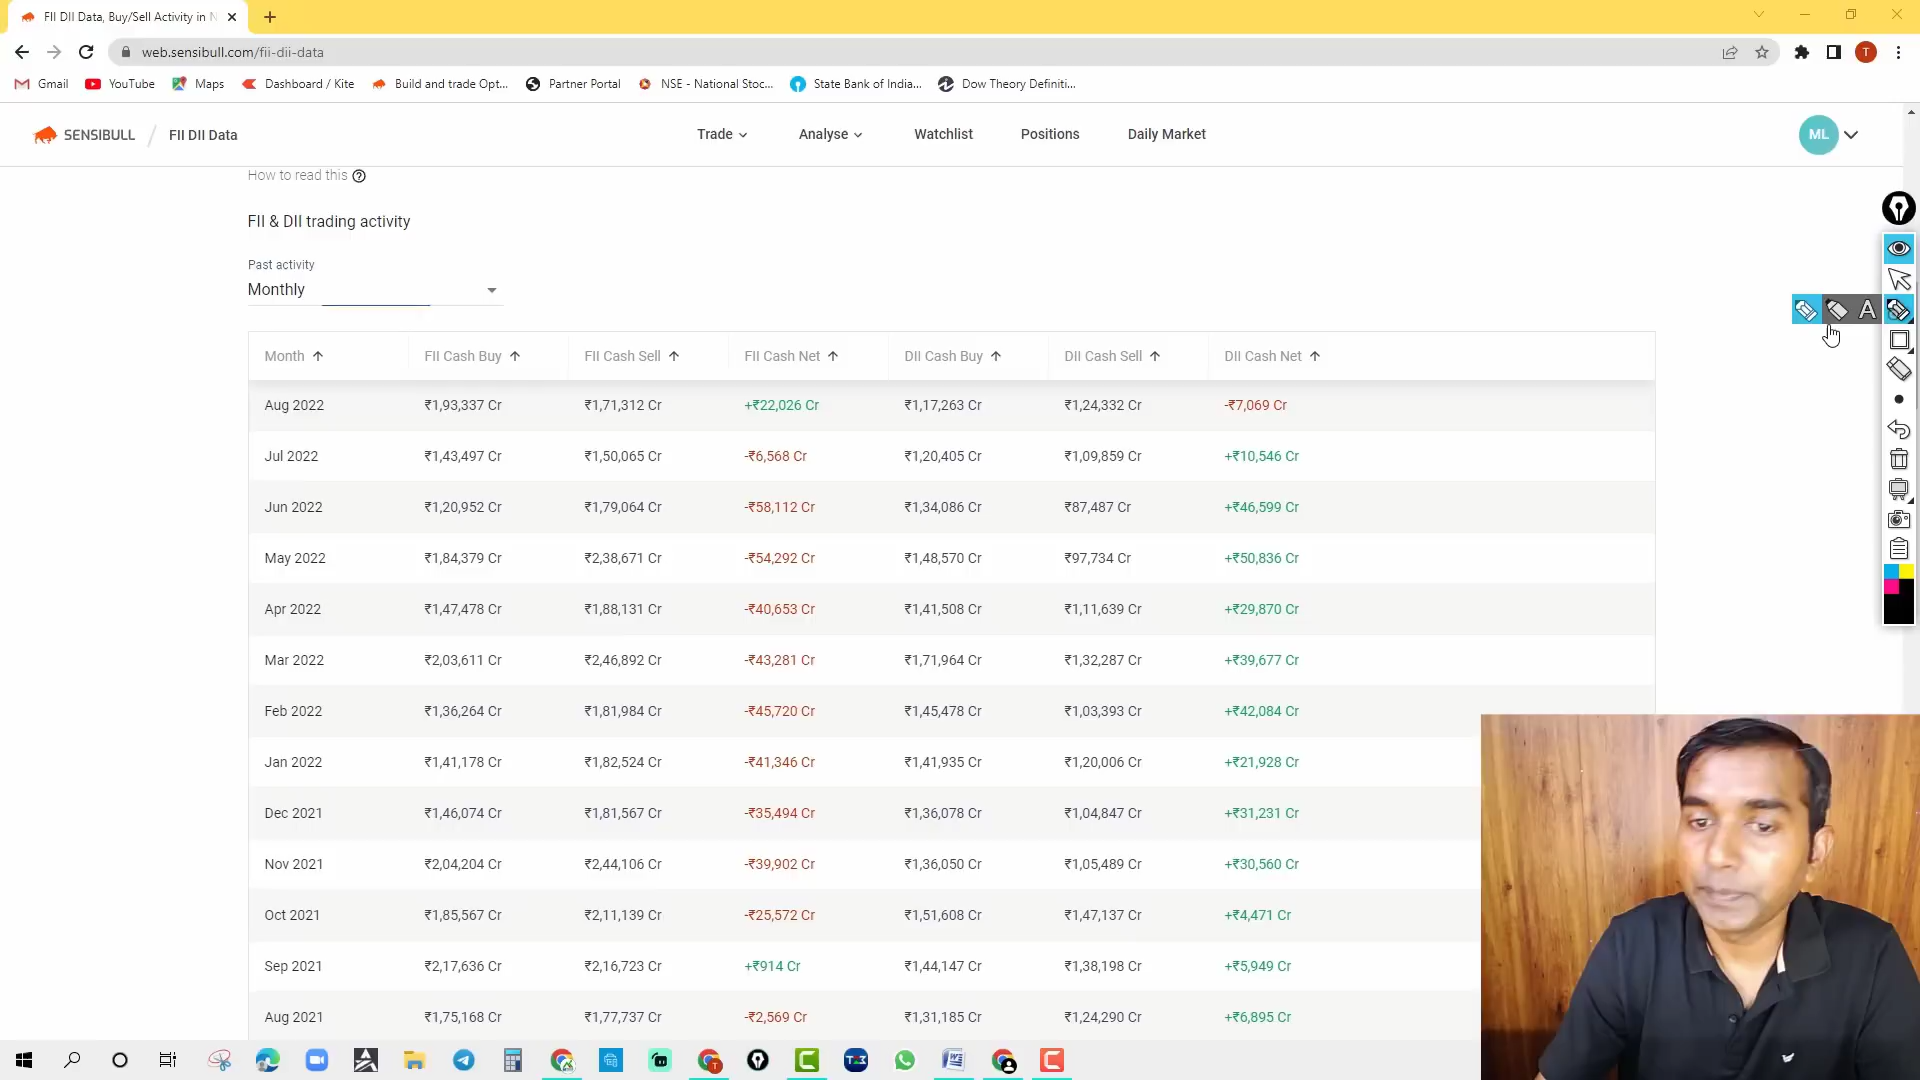 FII DII Data, Buy/Sell Activity in N
web.sensibull.com/fii-dii-data
T
Gmail YouTube Maps Dashboard / Kite Build and trade Opt... Partner Portal NSE - National Stoc... State Bank of India... Dow Theory Definiti...
SENSIBULL / FII DII Data Trade Analyse Watchlist Positions Daily Market ML
How to read this ?
FII & DII trading activity
Past activity
Monthly
A
Month FII Cash Buy FII Cash Sell FII Cash Net DII Cash Buy DII Cash Sell DII Cash Net
Aug 2022 ₹1,93,337 Cr ₹1,71,312 Cr +₹22,026 Cr ₹1,17,263 Cr ₹1,24,332 Cr -₹7,069 Cr
Jul 2022 ₹1,43,497 Cr ₹1,50,065 Cr -₹6,568 Cr ₹1,20,405 Cr ₹1,09,859 Cr +₹10,546 Cr
Jun 2022 ₹1,20,952 Cr ₹1,79,064 Cr -₹58,112 Cr ₹1,34,086 Cr ₹87,487 Cr +₹46,599 Cr
May 2022 ₹1,84,379 Cr ₹2,38,671 Cr -₹54,292 Cr ₹1,48,570 Cr ₹97,734 Cr +₹50,836 Cr
Apr 2022 ₹1,47,478 Cr ₹1,88,131 Cr -₹40,653 Cr ₹1,41,508 Cr ₹1,11,639 Cr +₹29,870 Cr
Mar 2022 ₹2,03,611 Cr ₹2,46,892 Cr -₹43,281 Cr ₹1,71,964 Cr ₹1,32,287 Cr +₹39,677 Cr
Feb 2022 ₹1,36,264 Cr ₹1,81,984 Cr -₹45,720 Cr ₹1,45,478 Cr ₹1,03,393 Cr +₹42,084 Cr
Jan 2022 ₹1,41,178 Cr ₹1,82,524 Cr -₹41,346 Cr ₹1,41,935 Cr ₹1,20,006 Cr +₹21,928 Cr
Dec 2021 ₹1,46,074 Cr ₹1,81,567 Cr -₹35,494 Cr ₹1,36,078 Cr ₹1,04,847 Cr +₹31,231 Cr
Nov 2021 ₹2,04,204 Cr ₹2,44,106 Cr -₹39,902 Cr ₹1,36,050 Cr ₹1,05,489 Cr +₹30,560 Cr
Oct 2021 ₹1,85,567 Cr ₹2,11,139 Cr -₹25,572 Cr ₹1,51,608 Cr ₹1,47,137 Cr +₹4,471 Cr
Sep 2021 ₹2,17,636 Cr ₹2,16,723 Cr +₹914 Cr ₹1,44,147 Cr ₹1,38,198 Cr +₹5,949 Cr
Aug 2021 ₹1,75,168 Cr ₹1,77,737 Cr -₹2,569 Cr ₹1,31,185 Cr ₹1,24,290 Cr +₹6,895 Cr